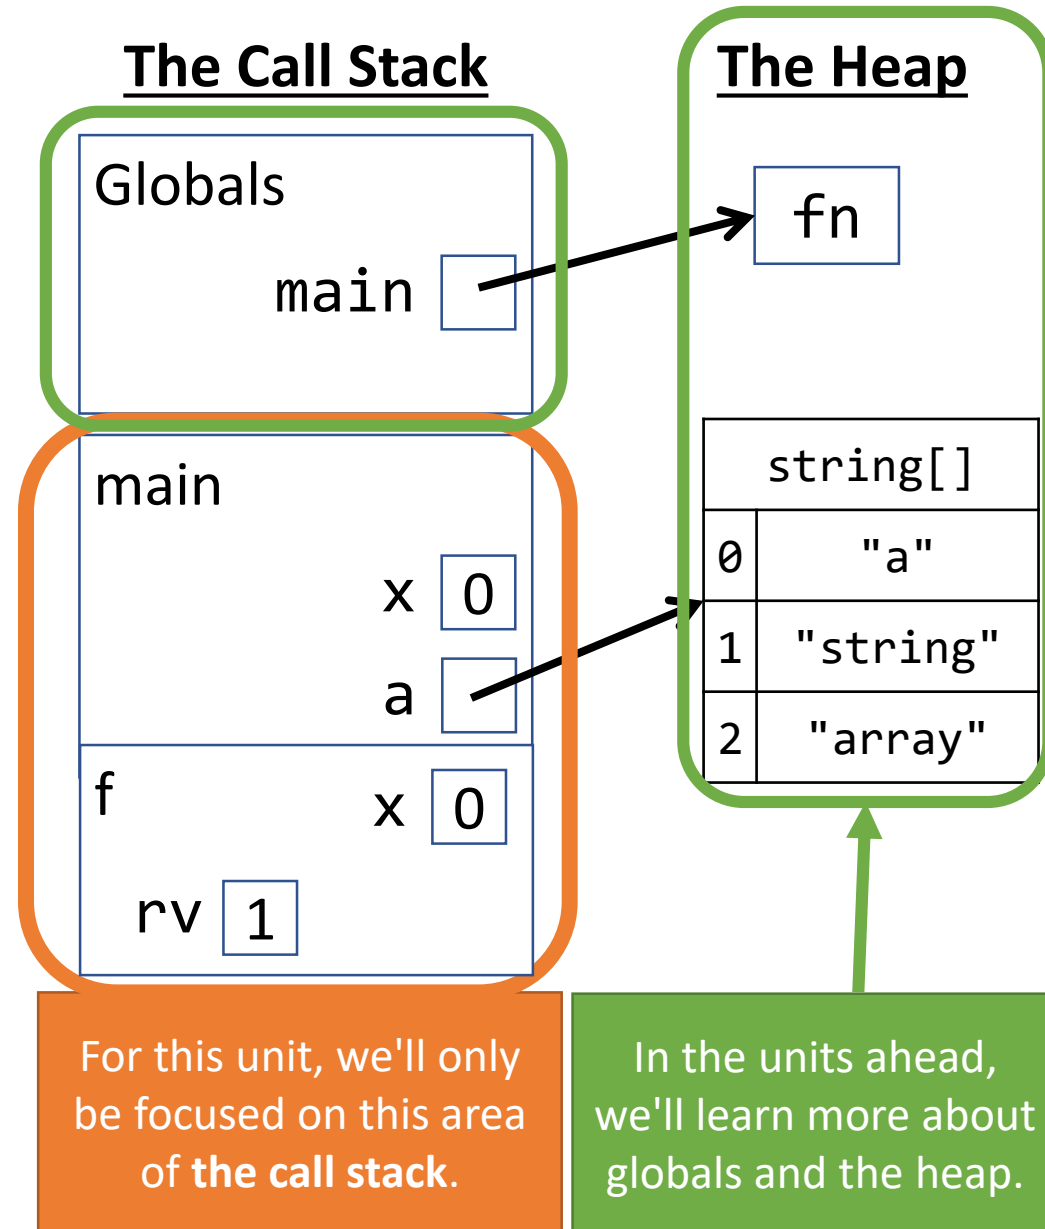 The Call Stack
Globals
main
main
x 0
a
f
x 0
rv 1
The Heap
fn
string[]
0 "a"
1 "string"
2 "array"
For this unit, we'll only
be focused on this area
of the call stack.
In the units ahead,
we'll learn more about
globals and the heap.